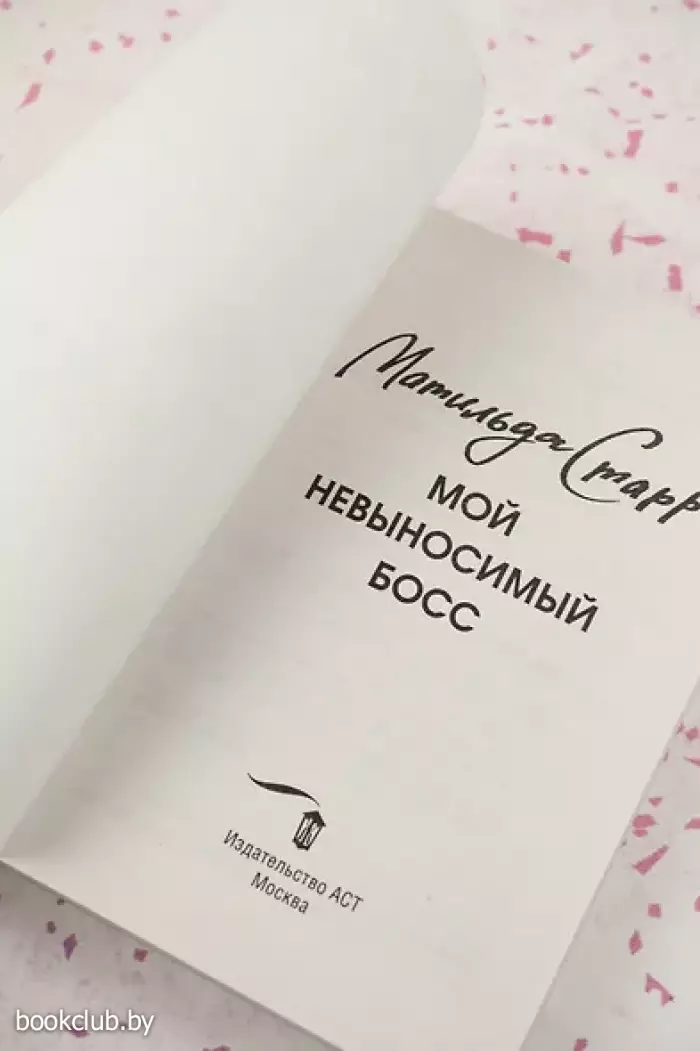 Матильда Старр
МОЙ
НЕВЫНОСИМЫЙ
БОСС
Издательство АСТ
Москва
bookclub.by